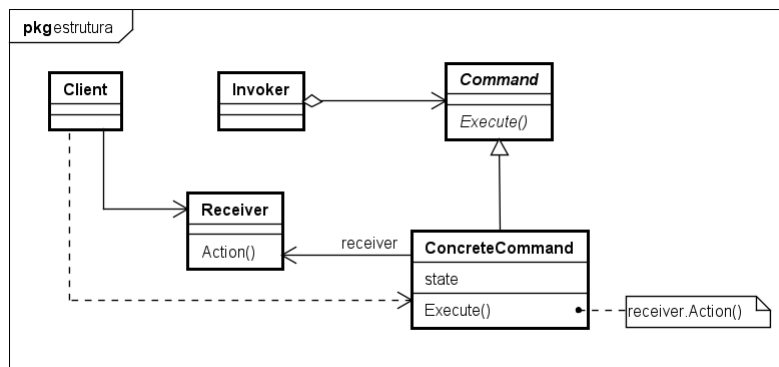 pkg estrutura
Client
Invoker
Command
Execute()
Receiver
Action()
receiver
ConcreteCommand
state
Execute()
receiver.Action()